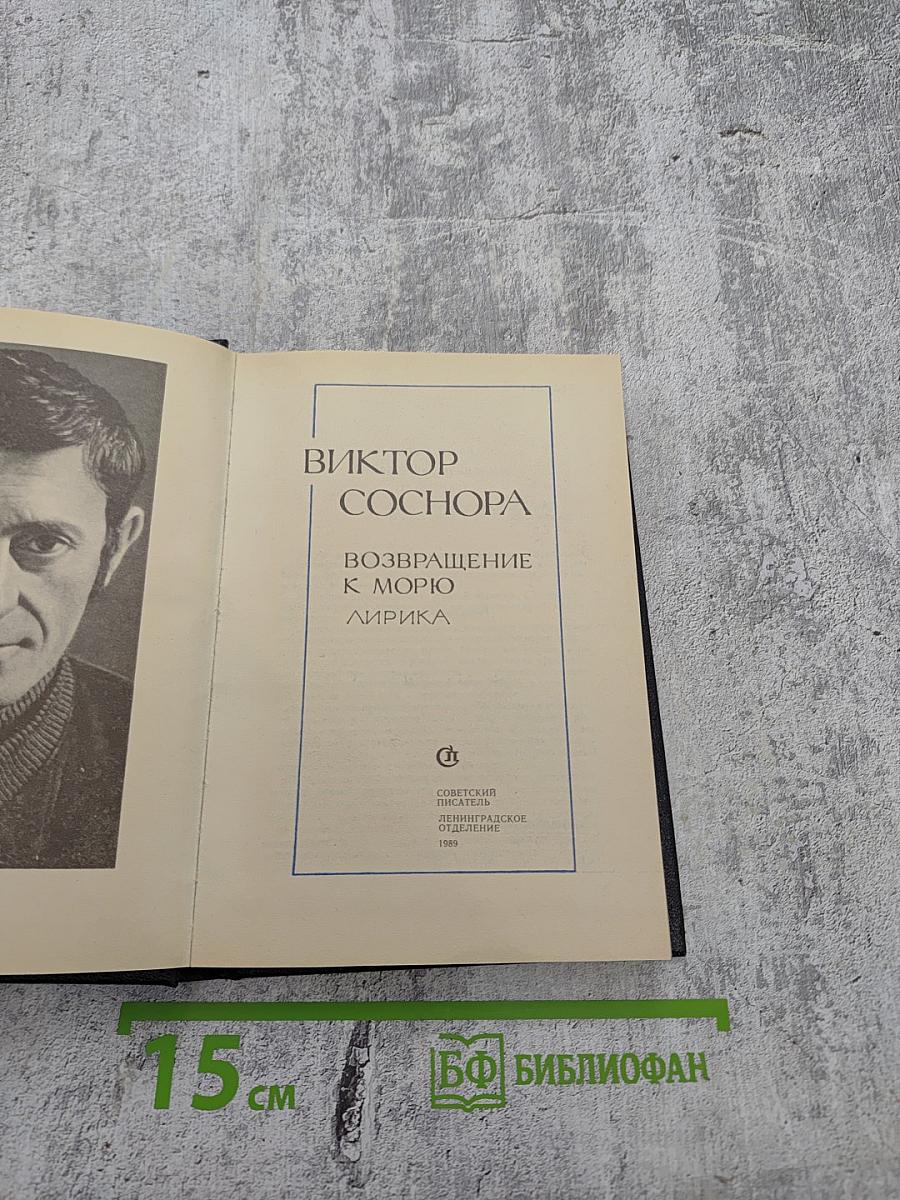 ВИКТОР
СОСНОРА
ВОЗВРАЩЕНИЕ
К МОРЮ
ЛИРИКА
СП
СОВЕТСКИЙ
ПИСАТЕЛЬ
ЛЕНИНГРАДСКОЕ
ОТДЕЛЕНИЕ
1989
15 см
БФ БИБЛИОФАН